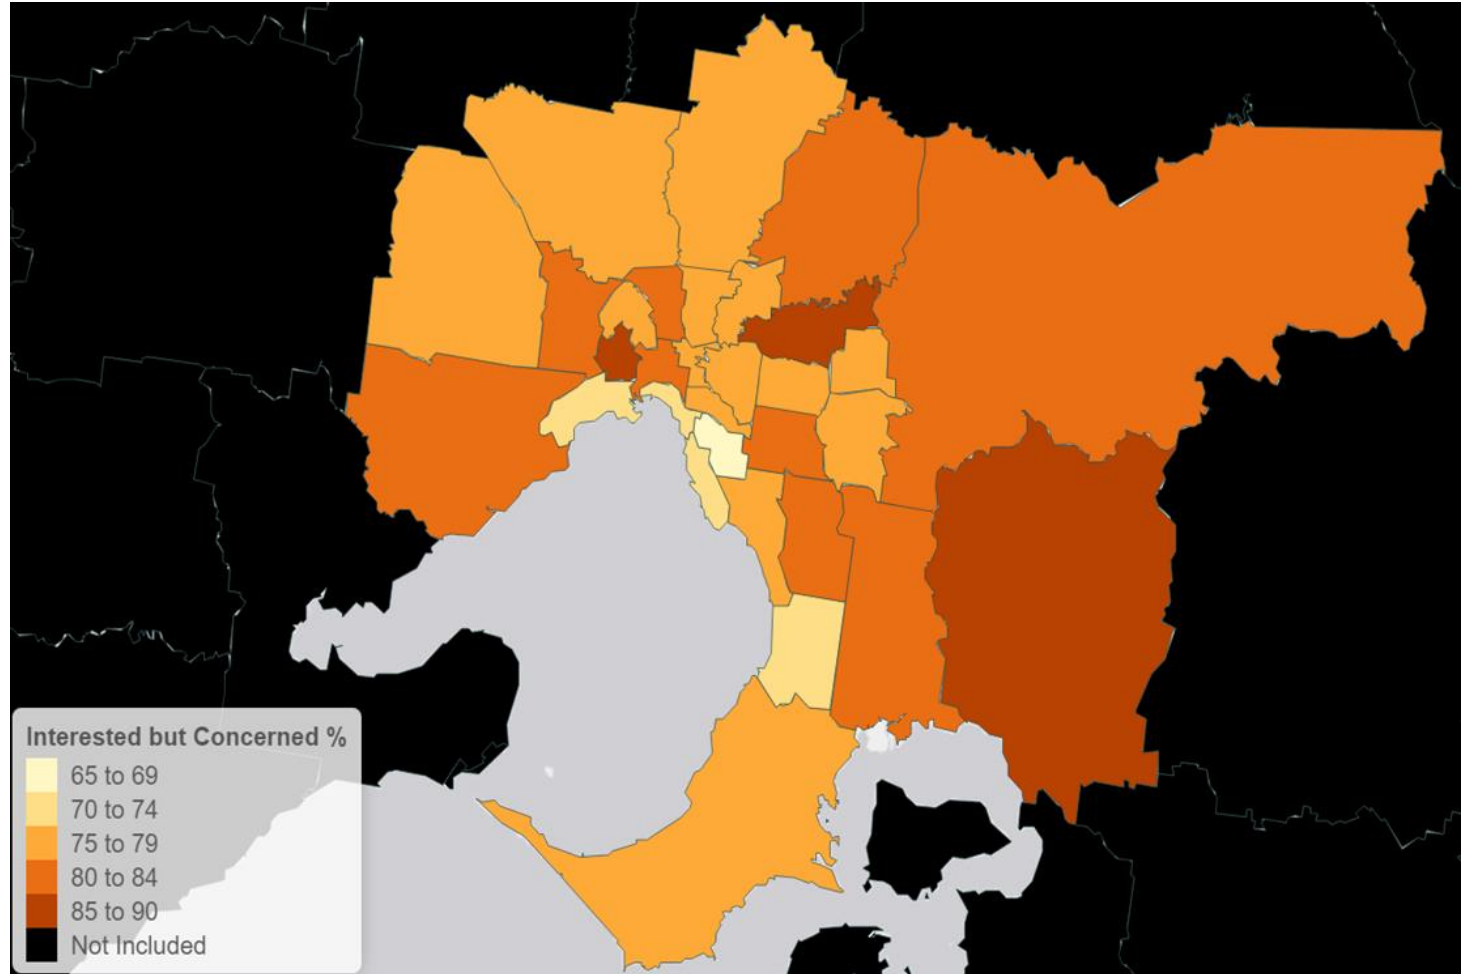 Interested but Concerned %
65 to 69
70 to 74
75 to 79
80 to 84
85 to 90
Not Included